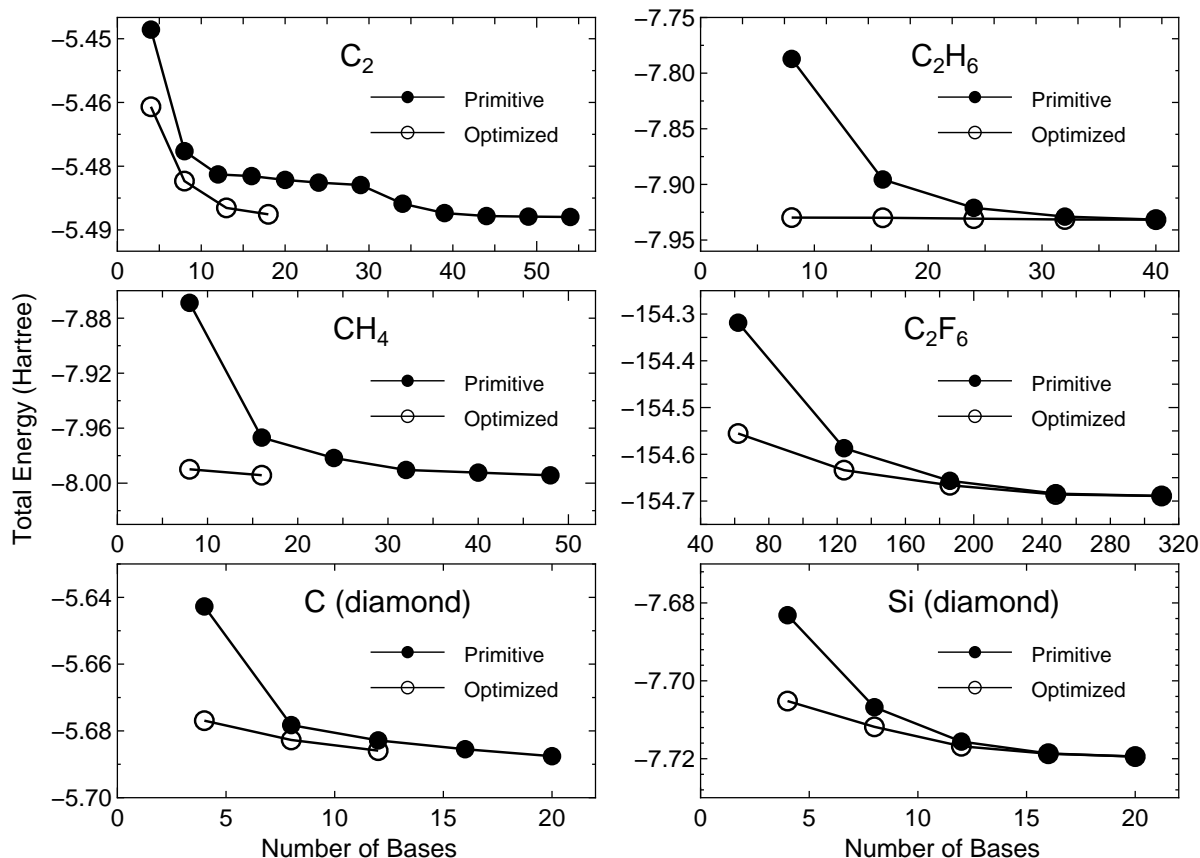 Total Energy (Hartree)
C₂
Primitive
Optimized
−5.45
−5.46
−5.48
−5.49
0 10 20 30 40 50
C₂H₆
Primitive
Optimized
−7.75
−7.80
−7.85
−7.90
−7.95
0 10 20 30 40
CH₄
Primitive
Optimized
−7.88
−7.92
−7.96
−8.00
0 10 20 30 40 50
C₂F₆
Primitive
Optimized
−154.3
−154.4
−154.5
−154.6
−154.7
40 80 120 160 200 240 280 320
C (diamond)
Primitive
Optimized
−5.64
−5.66
−5.68
−5.70
0 5 10 15 20
Number of Bases
Si (diamond)
Primitive
Optimized
−7.68
−7.70
−7.72
0 5 10 15 20
Number of Bases